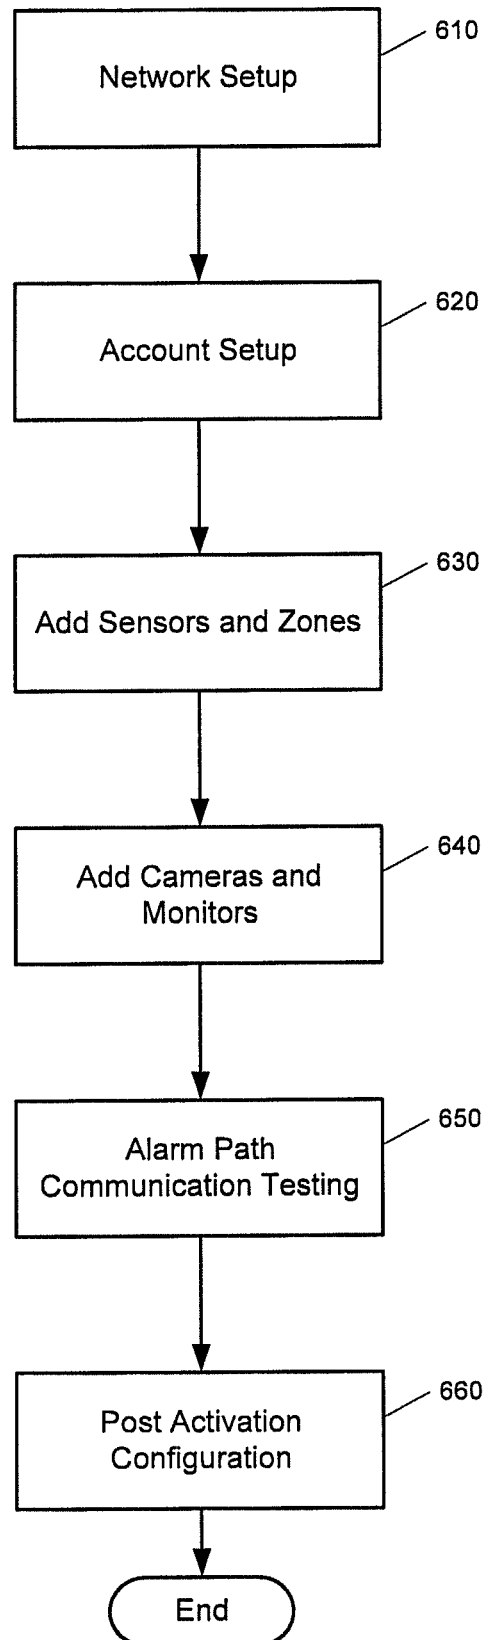 610
Network Setup
620
Account Setup
630
Add Sensors and Zones
640
Add Cameras and
Monitors
650
Alarm Path
Communication Testing
660
Post Activation
Configuration
End